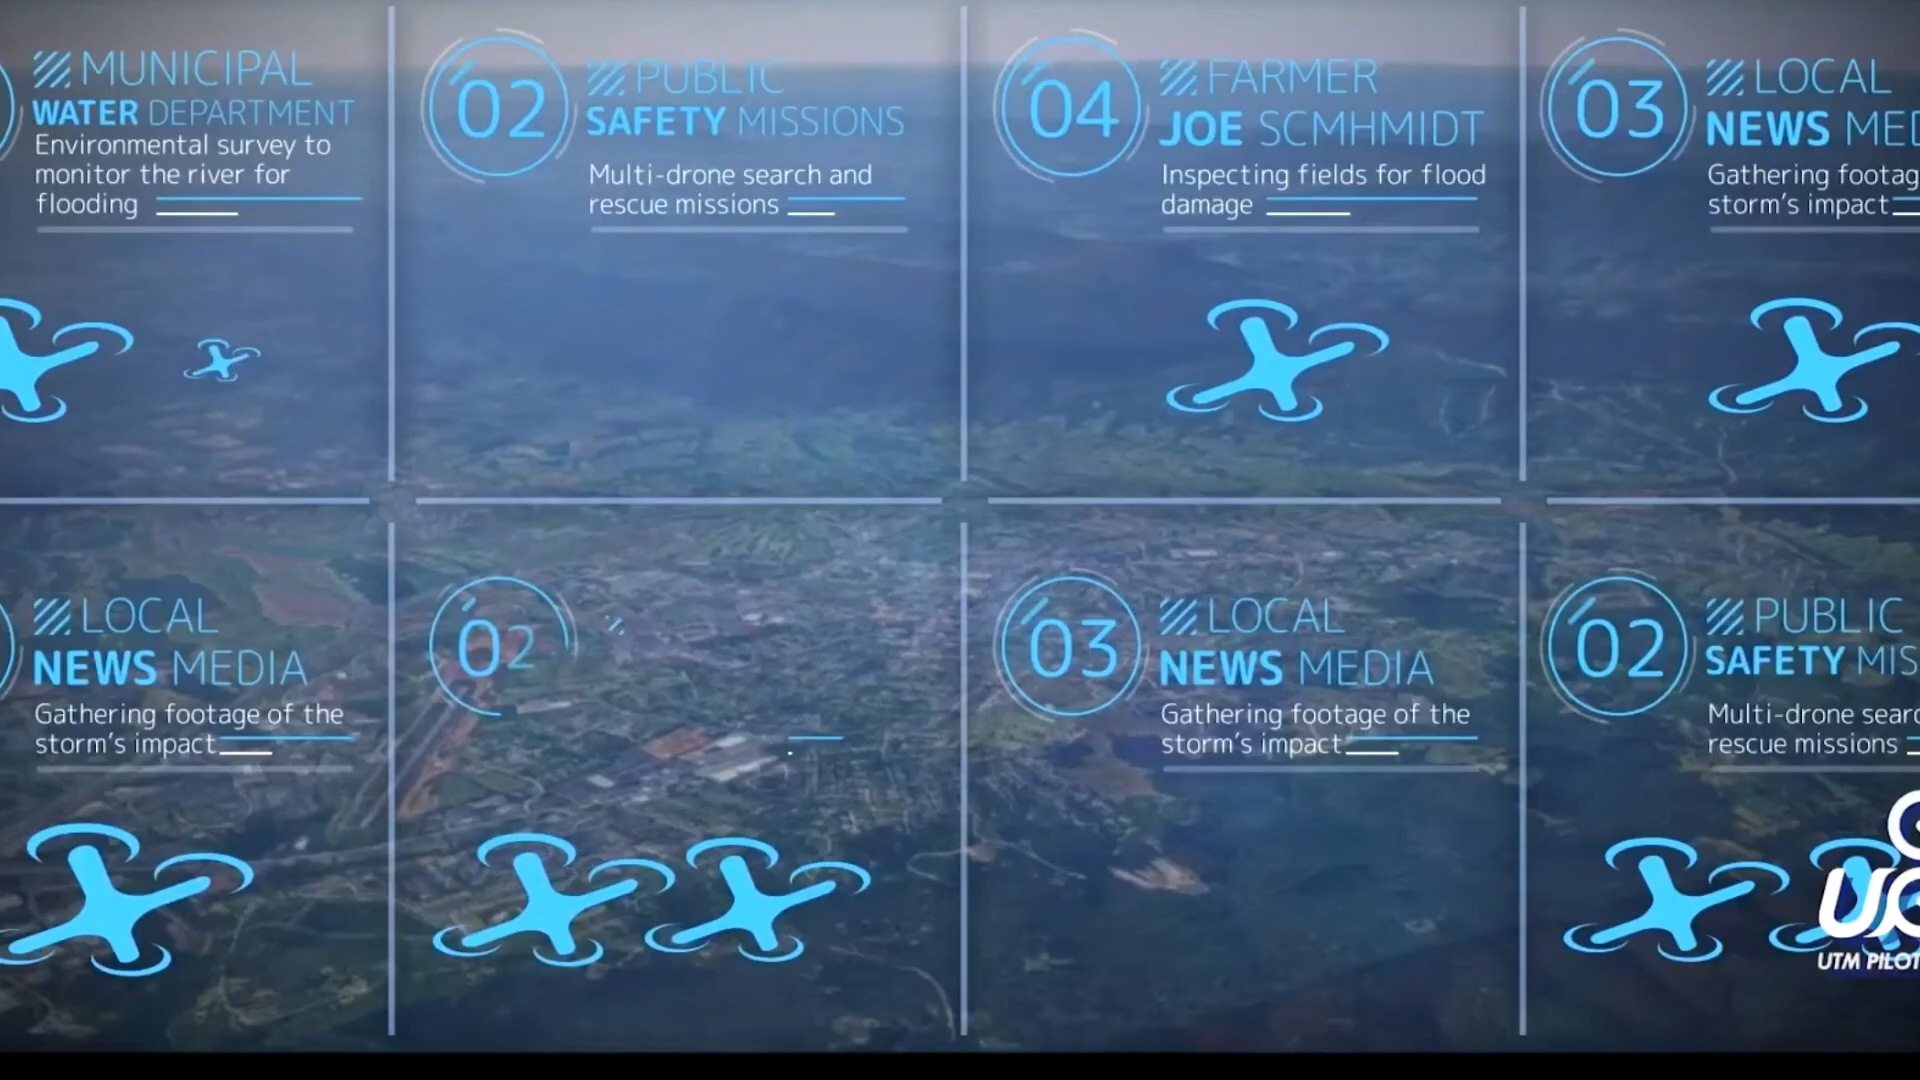 MUNICIPAL
WATER DEPARTMENT
Environmental survey to
monitor the river for
flooding
02
PUBLIC
SAFETY MISSIONS
Multi-drone search and
rescue missions
04
FARMER
JOE SCMHMIDT
Inspecting fields for flood
damage
03
LOCAL
NEWS MED
Gathering footag
storm's impact
LOCAL
NEWS MEDIA
Gathering footage of the
storm's impact
02
03
LOCAL
NEWS MEDIA
Gathering footage of the
storm's impact
02
PUBLIC
SAFETY MIS
Multi-drone searc
rescue missions
UTM PILOT